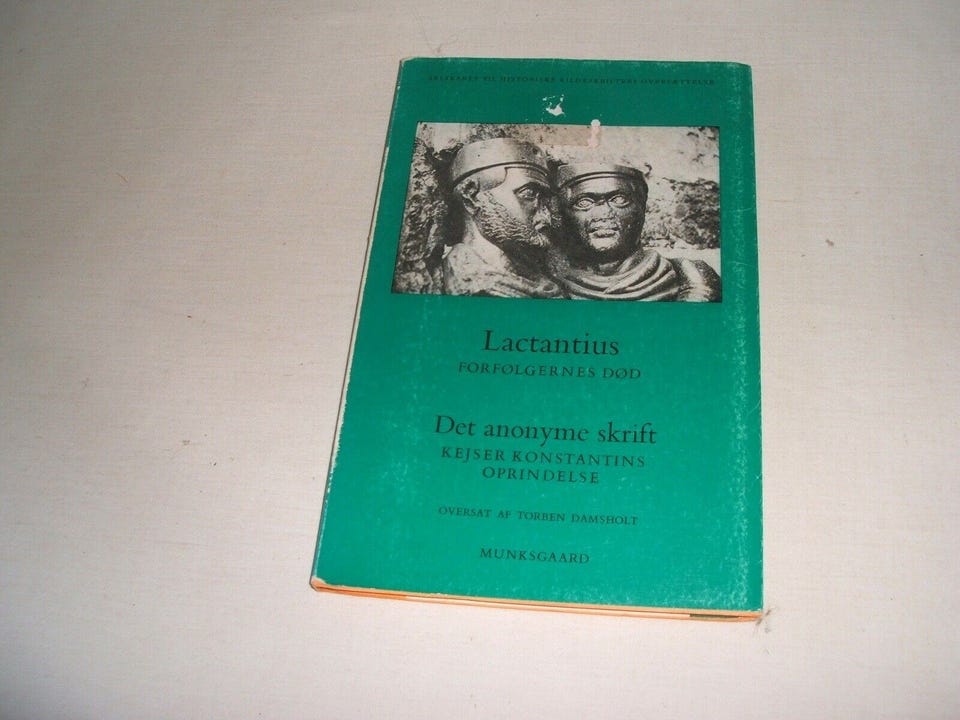 SELSKABET TIL HISTORISKE KILDESKRIFTERS OVERSÆTTELSE
Lactantius
FORFØLGERNES DØD
Det anonyme skrift
KEJSER KONSTANTINS
OPRINDELSE
OVERSAT AF TORBEN DAMSHOLT
MUNKSGAARD